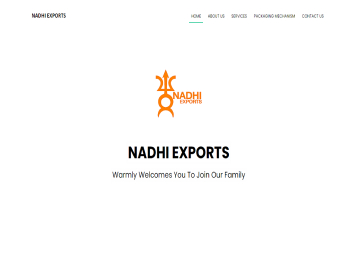 NADHI EXPORTS
HOME ABOUT US SERVICES PACKAGING MECHANISM CONTACT US
NADHI
EXPORTS
NADHI EXPORTS
Warmly Welcomes You To Join Our Family